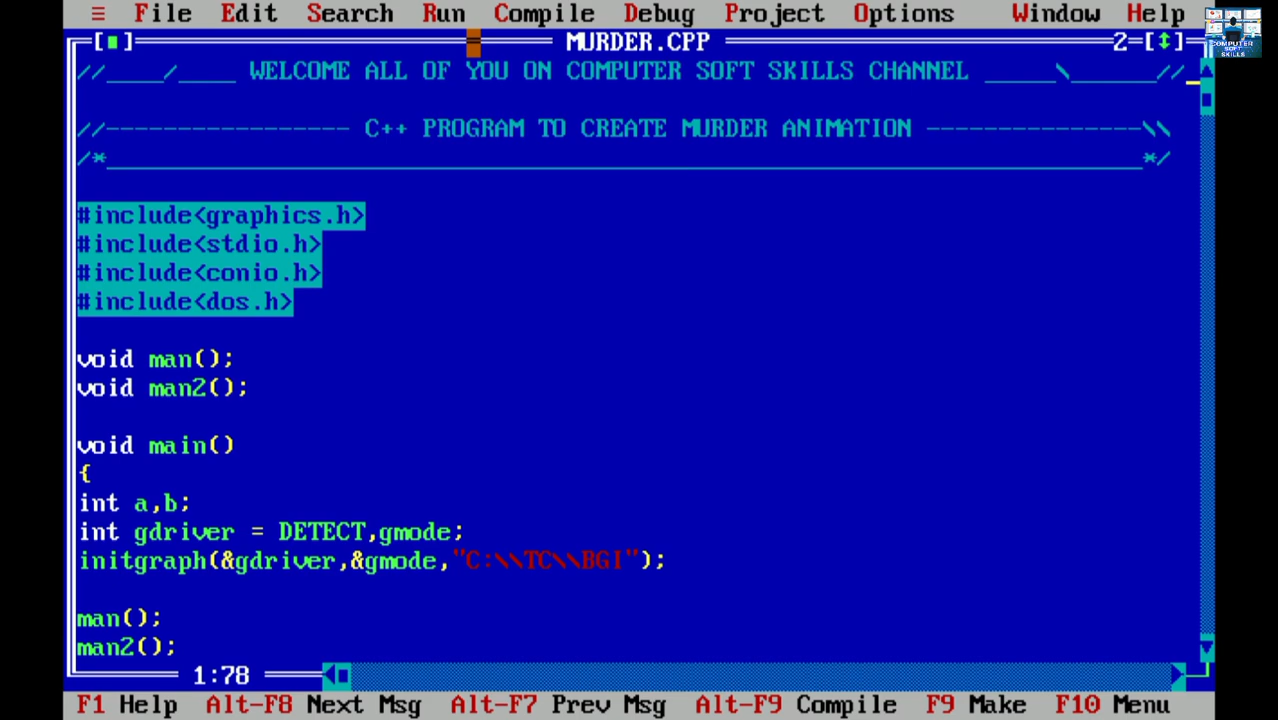 ≡ File Edit Search Run Compile Debug Project Options Window Help
[■] MURDER.CPP 2=[↕]
//____/____ WELCOME ALL OF YOU ON COMPUTER SOFT SKILLS CHANNEL _____\______//
//----------------- C++ PROGRAM TO CREATE MURDER ANIMATION ---------------\\
/*________________________________________________________________________*/
#include<graphics.h>
#include<stdio.h>
#include<conio.h>
#include<dos.h>
void man();
void man2();
void main()
{
int a,b;
int gdriver = DETECT,gmode;
initgraph(&gdriver,&gmode,"C:\\TC\\BGI");
man();
man2();
1:78
F1 Help Alt-F8 Next Msg Alt-F7 Prev Msg Alt-F9 Compile F9 Make F10 Menu
COMPUTER
SOFT
SKILLS